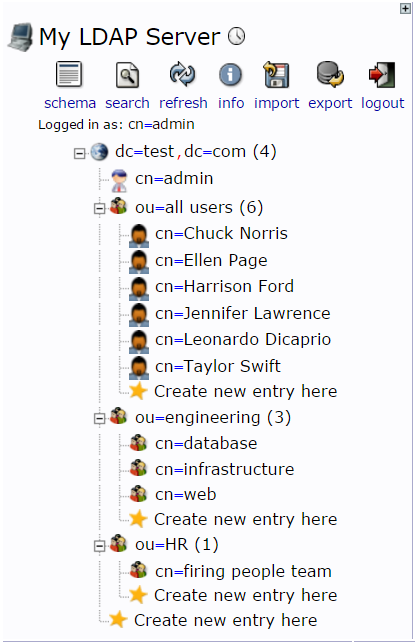 My LDAP Server
schema search refresh info import export logout
Logged in as: cn=admin
dc=test,dc=com (4)
cn=admin
ou=all users (6)
cn=Chuck Norris
cn=Ellen Page
cn=Harrison Ford
cn=Jennifer Lawrence
cn=Leonardo Dicaprio
cn=Taylor Swift
Create new entry here
ou=engineering (3)
cn=database
cn=infrastructure
cn=web
Create new entry here
ou=HR (1)
cn=firing people team
Create new entry here
Create new entry here